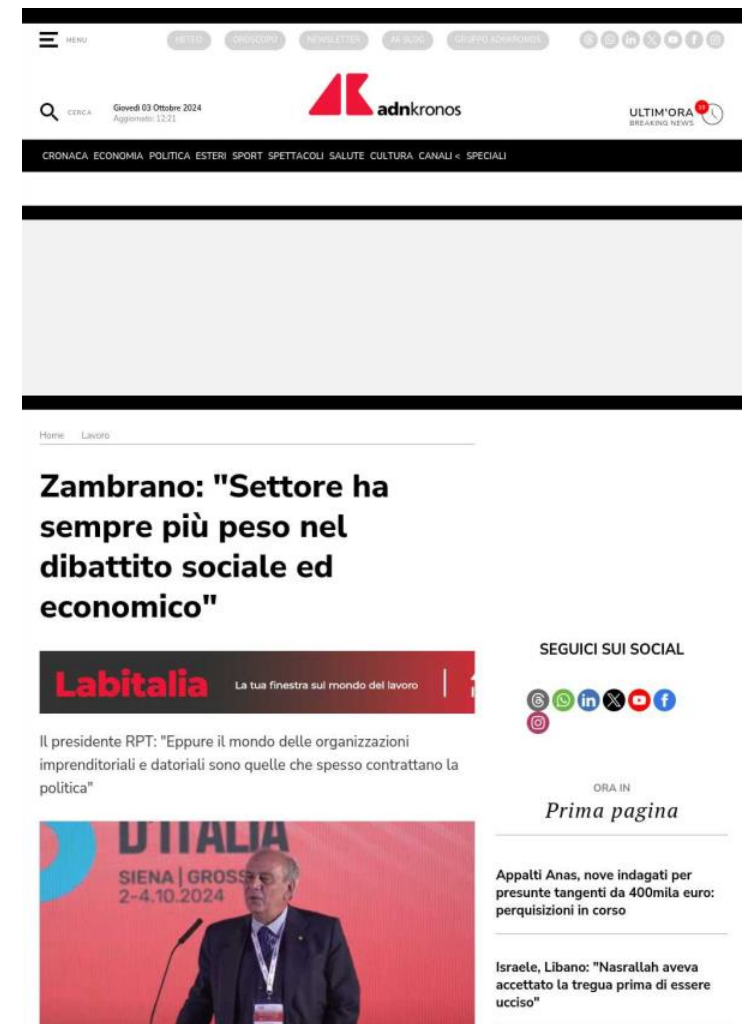 MENU
METEO
OROSCOPO
NEWSLETTER
AK BLOG
GRUPPO ADNKRONOS
CERCA
Giovedì 03 Ottobre 2024
Aggiornato: 12:21
adnkronos
ULTIM'ORA
BREAKING NEWS
10
CRONACA ECONOMIA POLITICA ESTERI SPORT SPETTACOLI SALUTE CULTURA CANALI < SPECIALI
Home Lavoro
Zambrano: "Settore ha
sempre più peso nel
dibattito sociale ed
economico"
Labitalia La tua finestra sul mondo del lavoro
Il presidente RPT: "Eppure il mondo delle organizzazioni
imprenditoriali e datoriali sono quelle che spesso contrattano la
politica"
D'ITALIA
SIENA | GROSS
2-4.10.2024
SEGUICI SUI SOCIAL
ORA IN
Prima pagina
Appalti Anas, nove indagati per
presunte tangenti da 400mila euro:
perquisizioni in corso
Israele, Libano: "Nasrallah aveva
accettato la tregua prima di essere
ucciso"